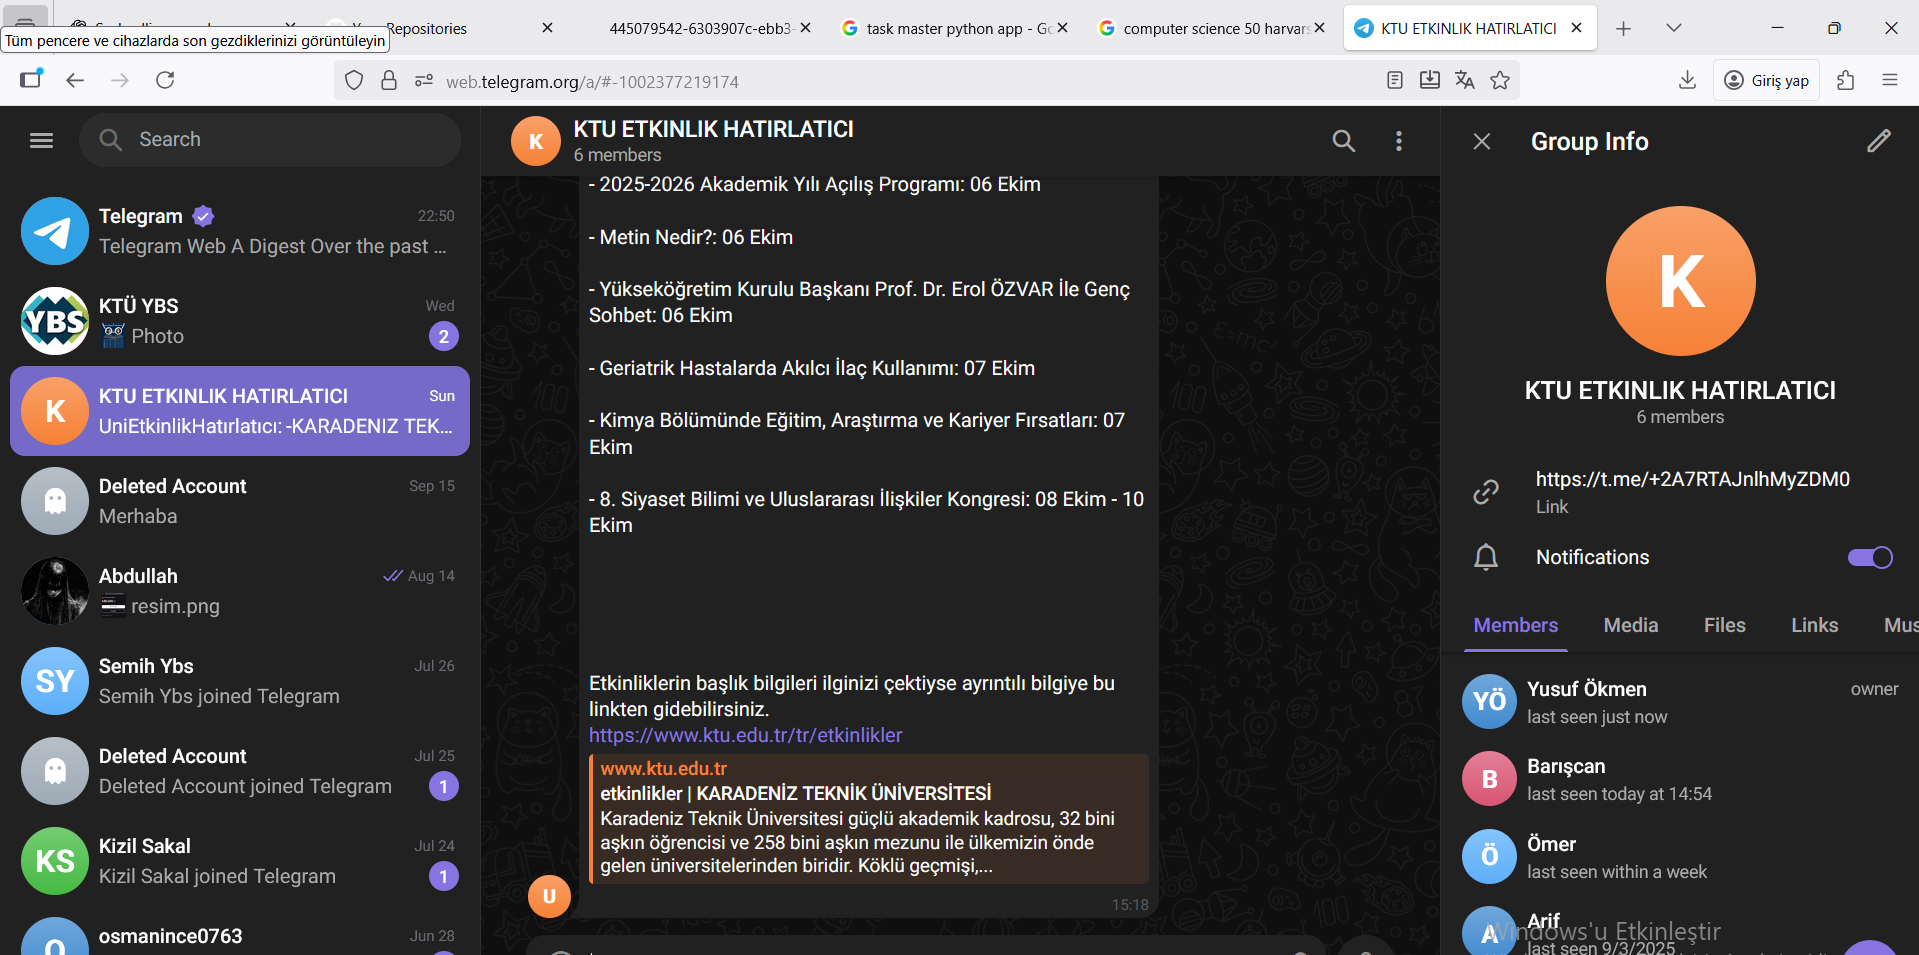 Repositories
445079542-6303907c-ebb3-
task master python app - Go
computer science 50 harvars
KTU ETKINLIK HATIRLATICI
Tüm pencere ve cihazlarda son gezdiklerinizi görüntüleyin
web.telegram.org/a/#-1002377219174
Giriş yap
Search
Telegram
22:50
Telegram Web A Digest Over the past ...
YBS
KTÜ YBS
Wed
Photo
2
K
KTU ETKINLIK HATIRLATICI
Sun
UniEtkinlikHatırlatıcı: -KARADENIZ TEK...
Deleted Account
Sep 15
Merhaba
Abdullah
Aug 14
resim.png
SY
Semih Ybs
Jul 26
Semih Ybs joined Telegram
Deleted Account
Jul 25
Deleted Account joined Telegram
1
KS
Kizil Sakal
Jul 24
Kizil Sakal joined Telegram
1
O
osmanince0763
Jun 28
K
KTU ETKINLIK HATIRLATICI
6 members
- 2025-2026 Akademik Yılı Açılış Programı: 06 Ekim
- Metin Nedir?: 06 Ekim
- Yükseköğretim Kurulu Başkanı Prof. Dr. Erol ÖZVAR İle Genç
Sohbet: 06 Ekim
- Geriatrik Hastalarda Akılcı İlaç Kullanımı: 07 Ekim
- Kimya Bölümünde Eğitim, Araştırma ve Kariyer Fırsatları: 07
Ekim
- 8. Siyaset Bilimi ve Uluslararası İlişkiler Kongresi: 08 Ekim - 10
Ekim
Etkinliklerin başlık bilgileri ilginizi çektiyse ayrıntılı bilgiye bu
linkten gidebilirsiniz.
https://www.ktu.edu.tr/tr/etkinlikler
www.ktu.edu.tr
etkinlikler | KARADENİZ TEKNİK ÜNİVERSİTESİ
Karadeniz Teknik Üniversitesi güçlü akademik kadrosu, 32 bini
aşkın öğrencisi ve 258 bini aşkın mezunu ile ülkemizin önde
gelen üniversitelerinden biridir. Köklü geçmişi,...
U
15:18
Group Info
K
KTU ETKINLIK HATIRLATICI
6 members
https://t.me/+2A7RTAJnlhMyZDM0
Link
Notifications
Members
Media
Files
Links
Mus
YÖ
Yusuf Ökmen
owner
last seen just now
B
Barışcan
last seen today at 14:54
Ö
Ömer
last seen within a week
A
Arif
last seen 9/3/2025
Windows'u Etkinleştir